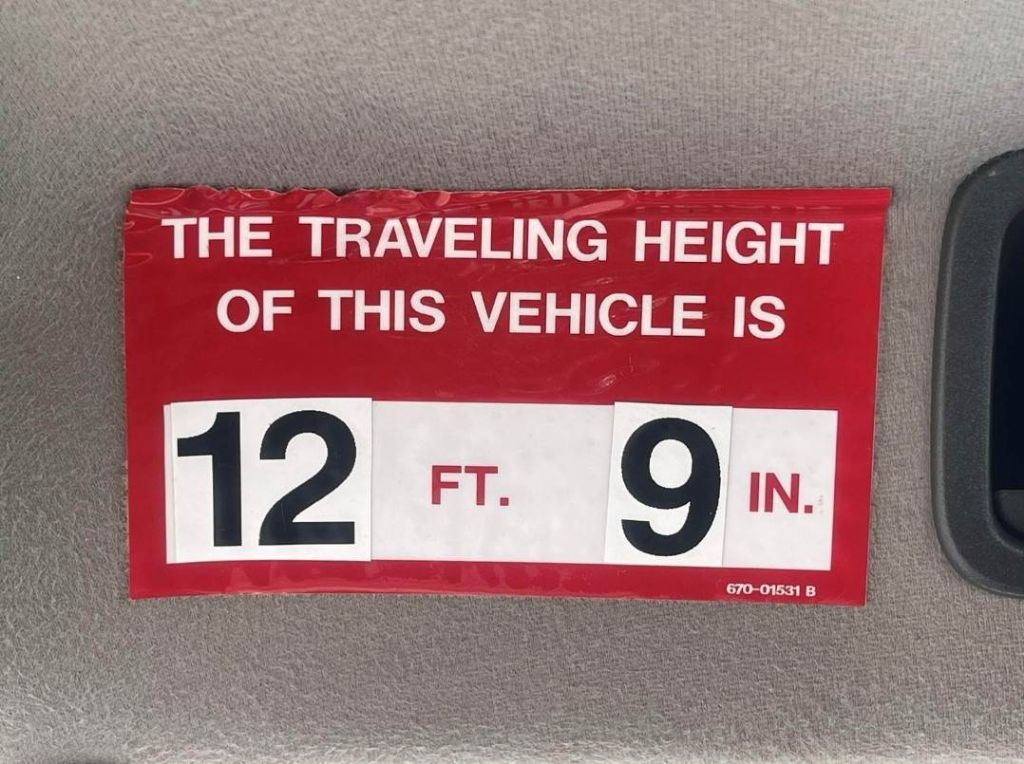 THE TRAVELING HEIGHT
OF THIS VEHICLE IS
12 FT. 9 IN.
670-01531 B